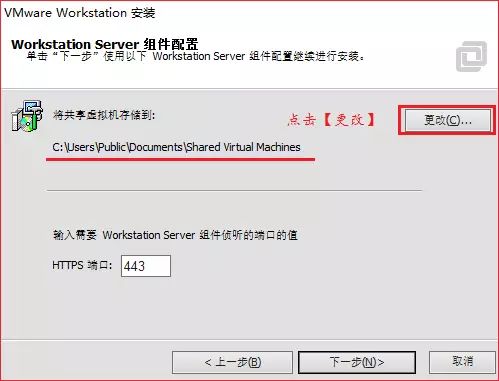 VMware Workstation 安装
Workstation Server 组件配置
单击“下一步”使用以下 Workstation Server 组件配置继续进行安装。
将共享虚拟机存储到:
点击【更改】
更改(C)...
C:\Users\Public\Documents\Shared Virtual Machines
输入需要 Workstation Server 组件侦听的端口的值
HTTPS 端口: 443
< 上一步(B)
下一步(N)>
取消